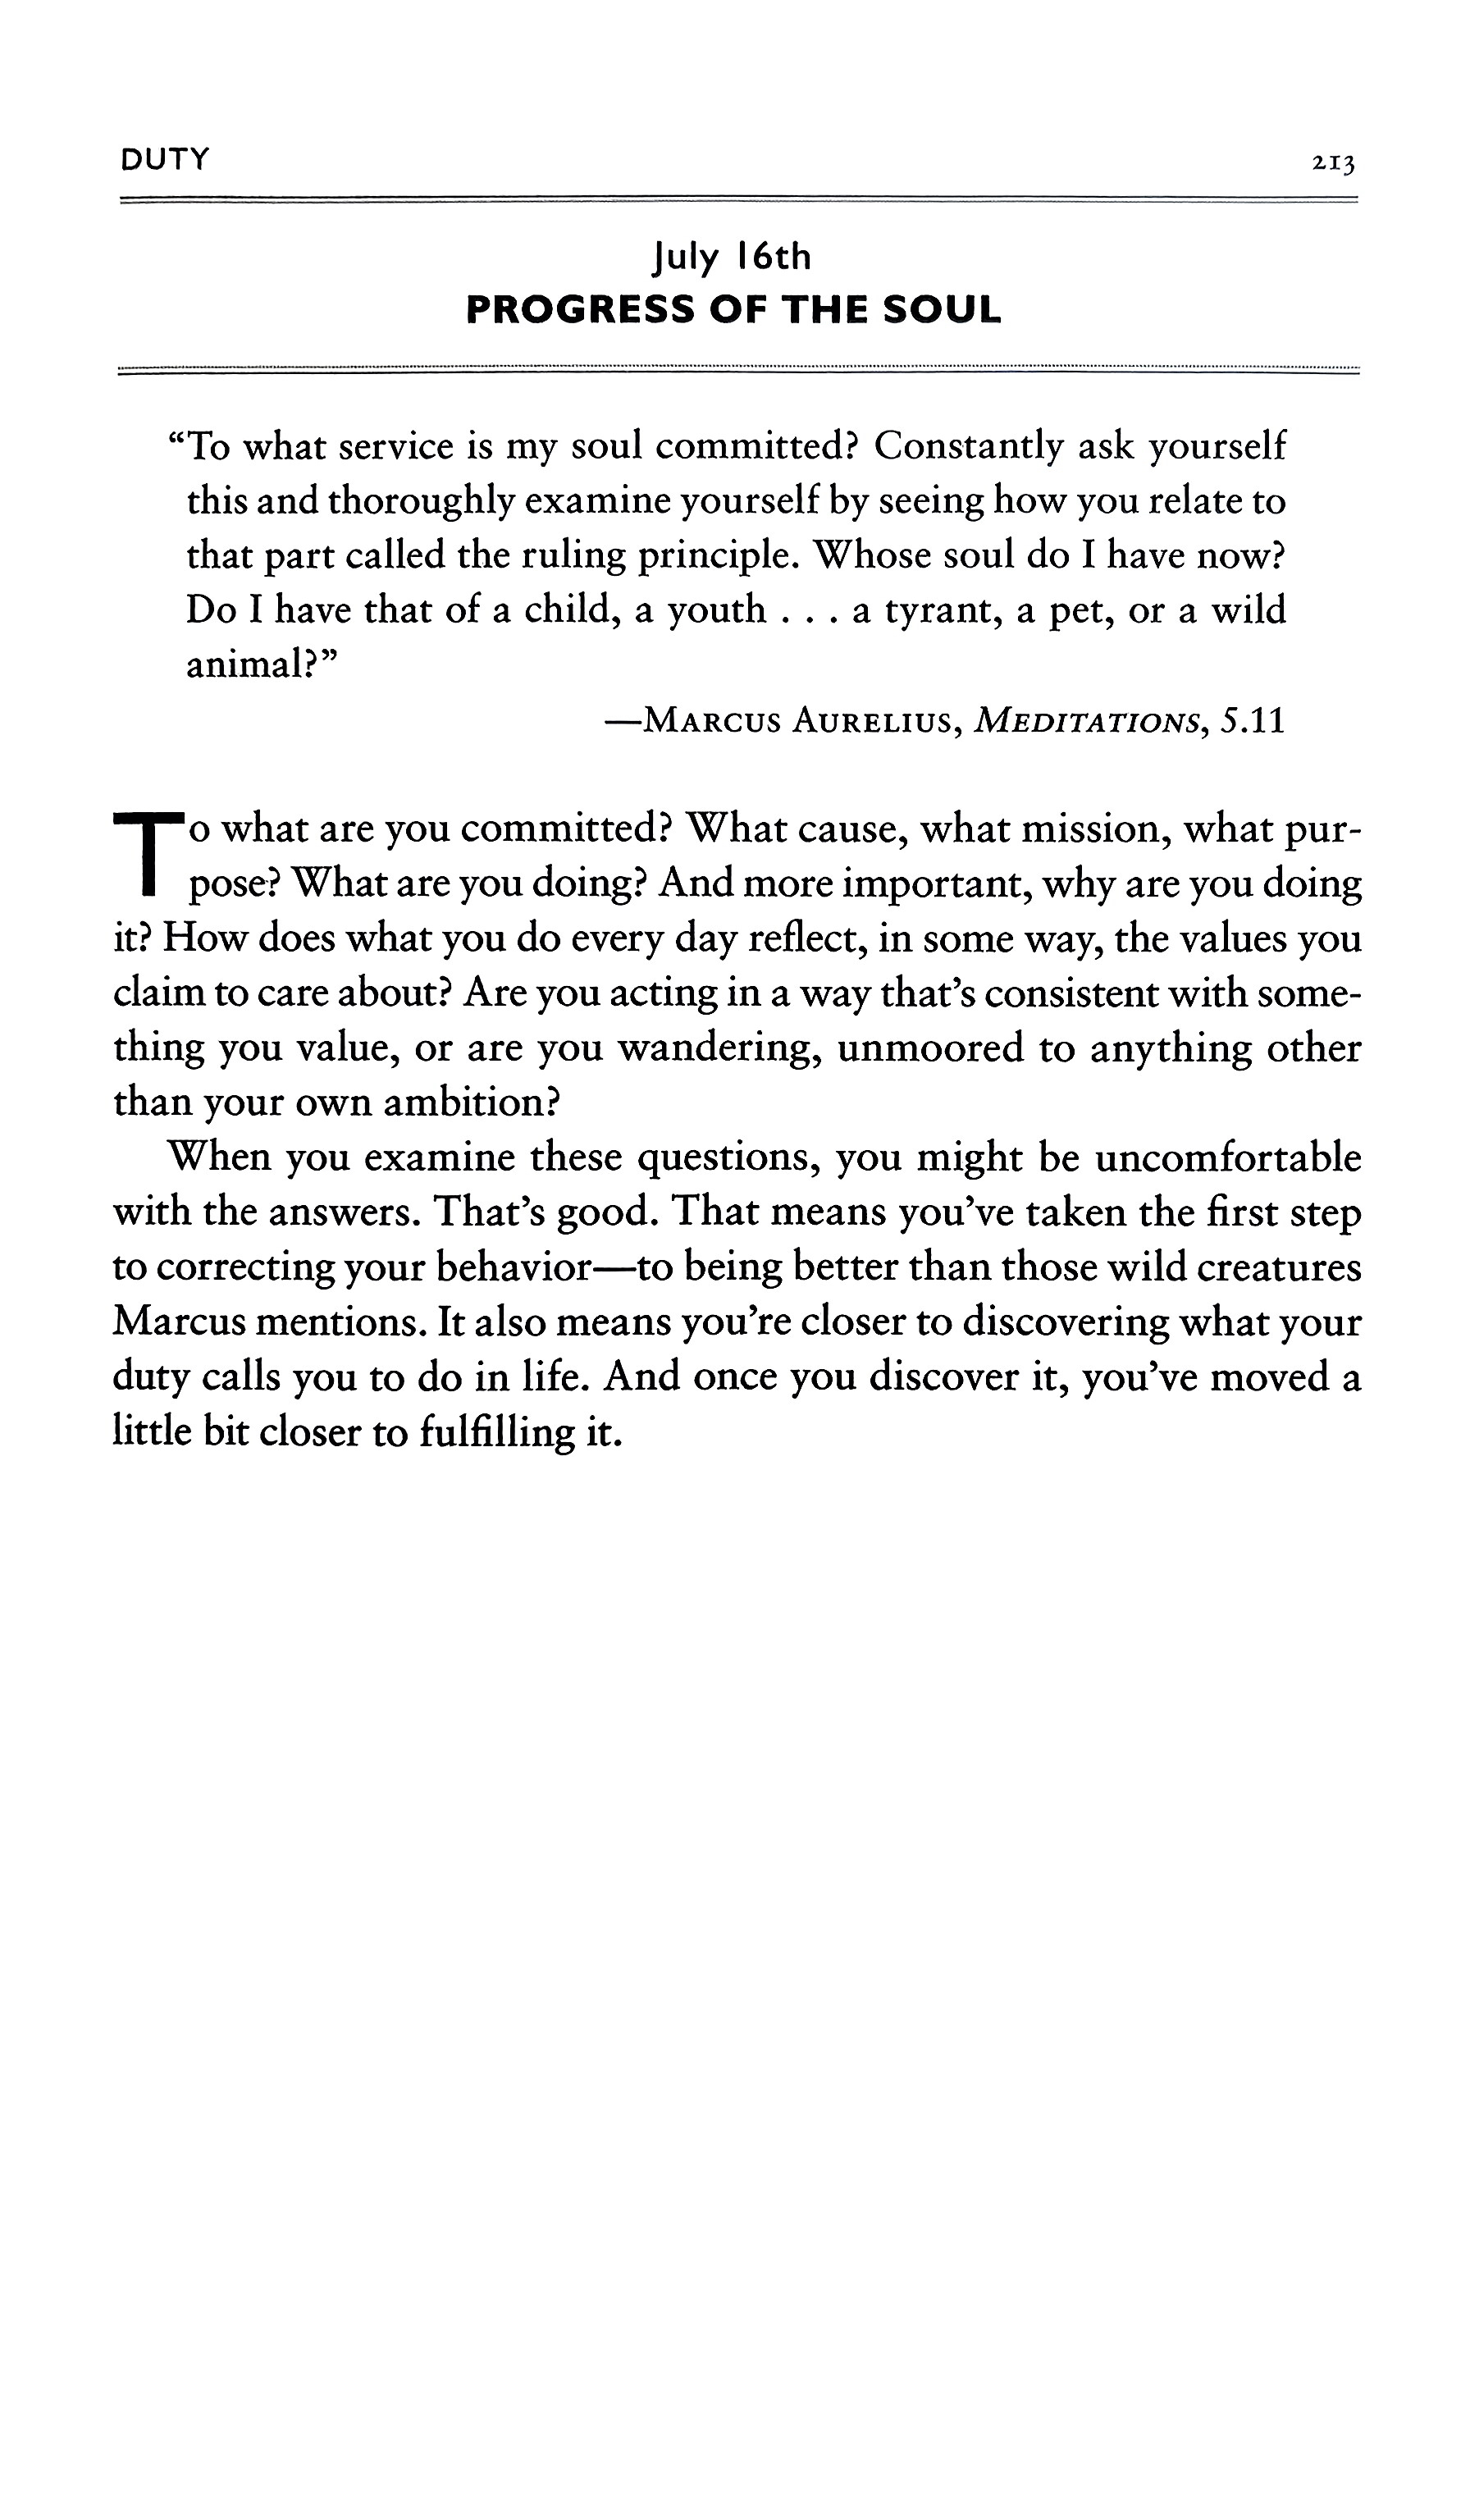 DUTY 213
July 16th
PROGRESS OF THE SOUL
“To what service is my soul committed? Constantly ask yourself
this and thoroughly examine yourself by seeing how you relate to
that part called the ruling principle. Whose soul do I have now?
Do I have that of a child, a youth . . . a tyrant, a pet, or a wild
animal?”
—MARCUS AURELIUS, MEDITATIONS, 5.11
To what are you committed? What cause, what mission, what pur-
pose? What are you doing? And more important, why are you doing
it? How does what you do every day reflect, in some way, the values you
claim to care about? Are you acting in a way that’s consistent with some-
thing you value, or are you wandering, unmoored to anything other
than your own ambition?
When you examine these questions, you might be uncomfortable
with the answers. That’s good. That means you’ve taken the first step
to correcting your behavior—to being better than those wild creatures
Marcus mentions. It also means you’re closer to discovering what your
duty calls you to do in life. And once you discover it, you’ve moved a
little bit closer to fulfilling it.